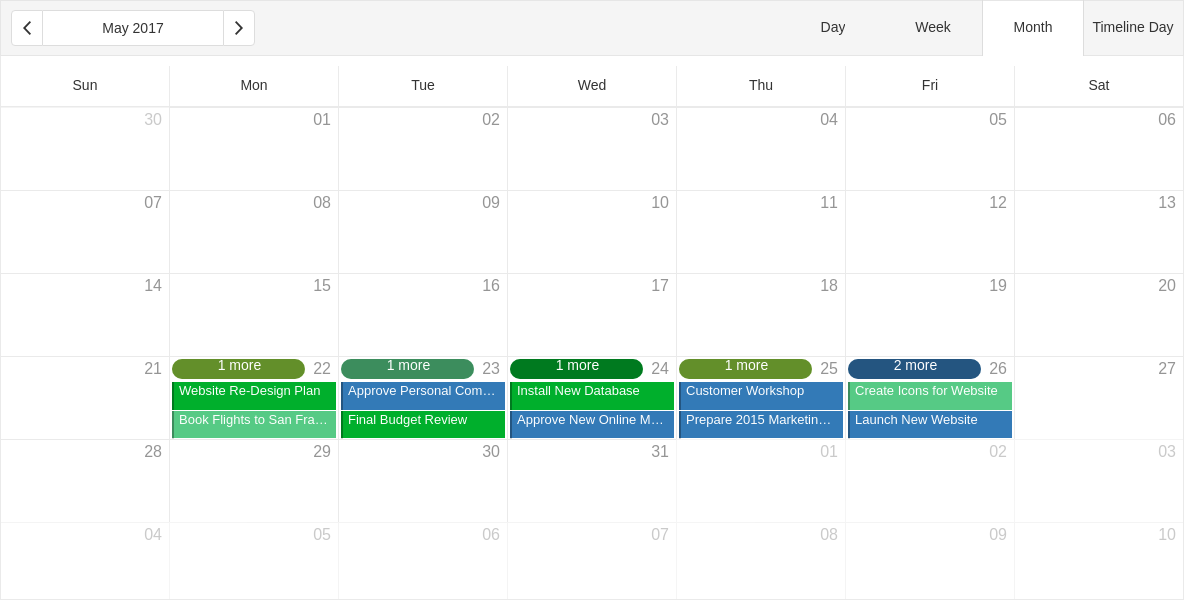 May 2017
Day Week Month Timeline Day
Sun Mon Tue Wed Thu Fri Sat
30 01 02 03 04 05 06
07 08 09 10 11 12 13
14 15 16 17 18 19 20
21 1 more 22 1 more 23 1 more 24 1 more 25 2 more 26 27
Website Re-Design Plan Approve Personal Com… Install New Database Customer Workshop Create Icons for Website
Book Flights to San Fra… Final Budget Review Approve New Online M… Prepare 2015 Marketin… Launch New Website
28 29 30 31 01 02 03
04 05 06 07 08 09 10